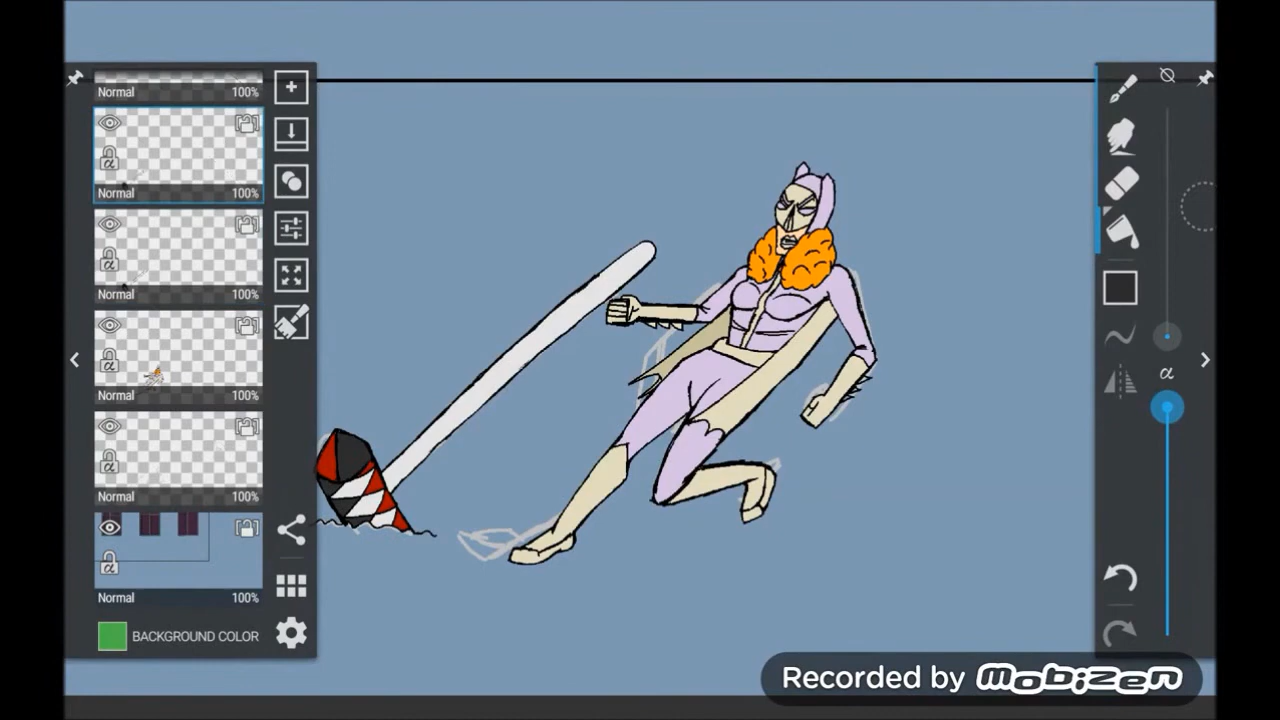 Normal 100%
Normal 100%
Normal 100%
Normal 100%
Normal 100%
Normal 100%
BACKGROUND COLOR
α
α
α
α
α
α
Recorded by mobizen